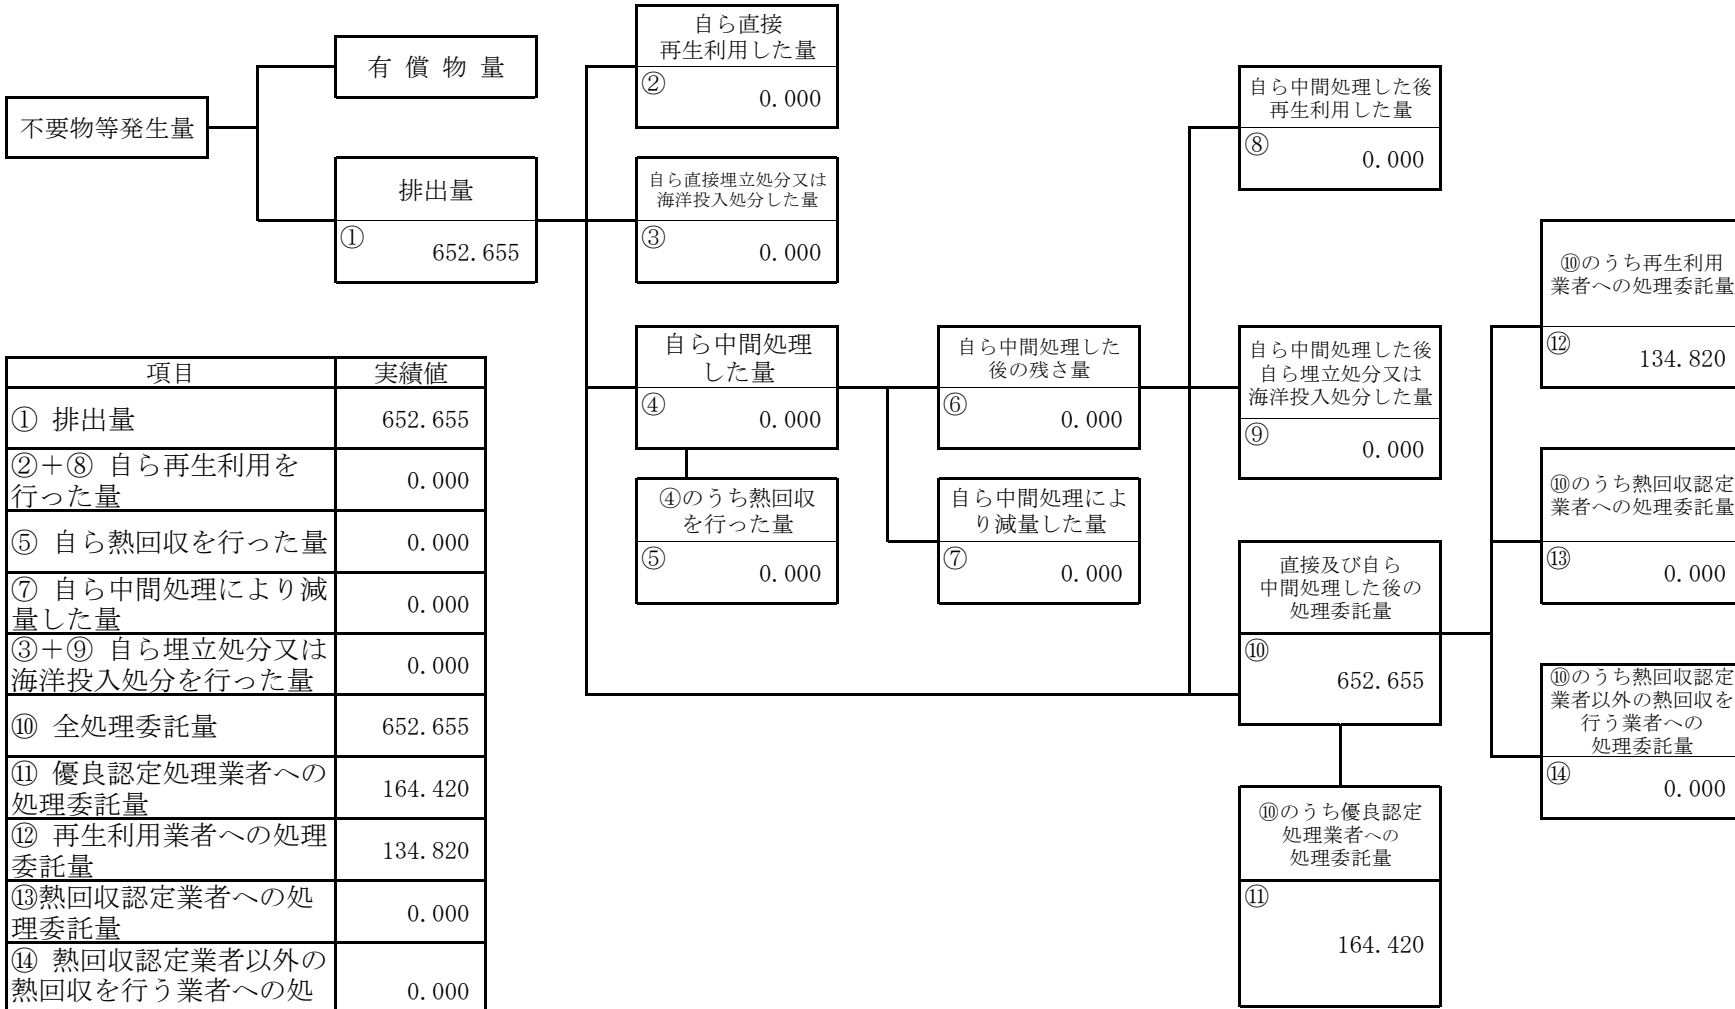 不要物等発生量
有 償 物 量
排出量
①
652.655
自ら直接
再生利用した量
②
0.000
自ら直接埋立処分又は
海洋投入処分した量
③
0.000
自ら中間処理
した量
④
0.000
④のうち熱回収
を行った量
⑤
0.000
自ら中間処理した
後の残さ量
⑥
0.000
自ら中間処理によ
り減量した量
⑦
0.000
自ら中間処理した後
再生利用した量
⑧
0.000
自ら中間処理した後
自ら埋立処分又は
海洋投入処分した量
⑨
0.000
直接及び自ら
中間処理した後の
処理委託量
⑩
652.655
⑩のうち優良認定
処理業者への
処理委託量
⑪
164.420
⑩のうち再生利用
業者への処理委託量
⑫
134.820
⑩のうち熱回収認定
業者への処理委託量
⑬
0.000
⑩のうち熱回収認定
業者以外の熱回収を
行う業者への
処理委託量
⑭
0.000
項目 実績値
① 排出量 652.655
②＋⑧ 自ら再生利用を
行った量 0.000
⑤ 自ら熱回収を行った量 0.000
⑦ 自ら中間処理により減
量した量 0.000
③＋⑨ 自ら埋立処分又は
海洋投入処分を行った量 0.000
⑩ 全処理委託量 652.655
⑪ 優良認定処理業者への
処理委託量 164.420
⑫ 再生利用業者への処理
委託量 134.820
⑬熱回収認定業者への処
理委託量 0.000
⑭ 熱回収認定業者以外の
熱回収を行う業者への処 0.000